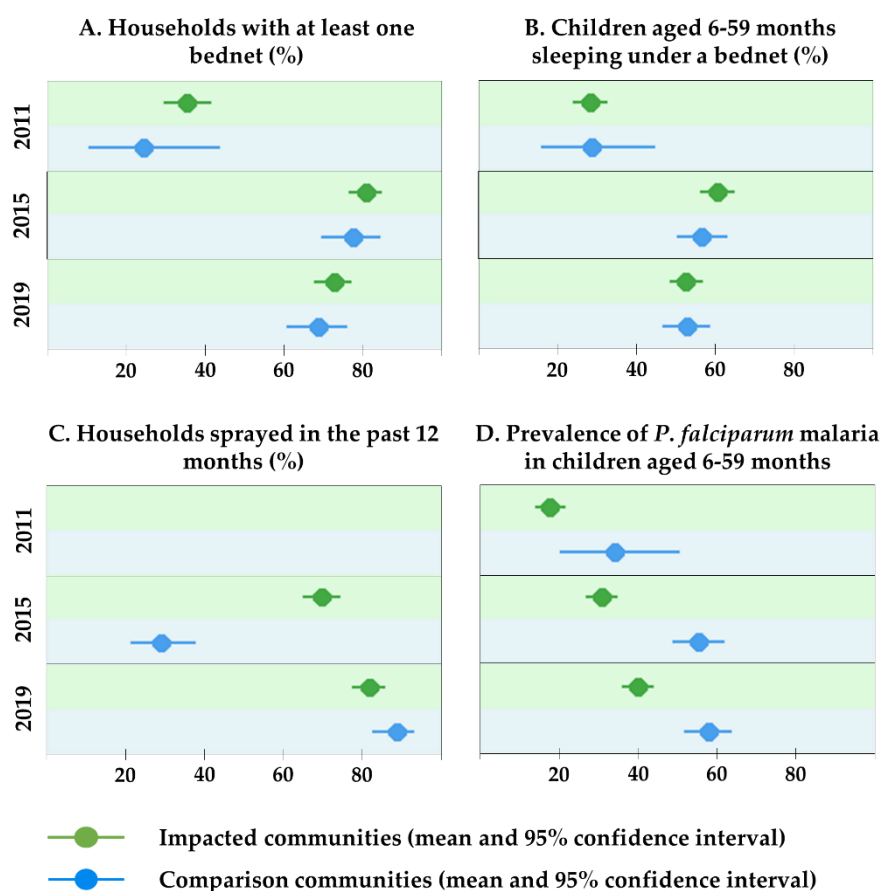 A. Households with at least one
bednet (%)
B. Children aged 6-59 months
sleeping under a bednet (%)
2011
2015
2019
20 40 60 80
20 40 60 80
C. Households sprayed in the past 12
months (%)
D. Prevalence of P. falciparum malaria
in children aged 6-59 months
2011
2015
2019
20 40 60 80
20 40 60 80
Impacted communities (mean and 95% confidence interval)
Comparison communities (mean and 95% confidence interval)